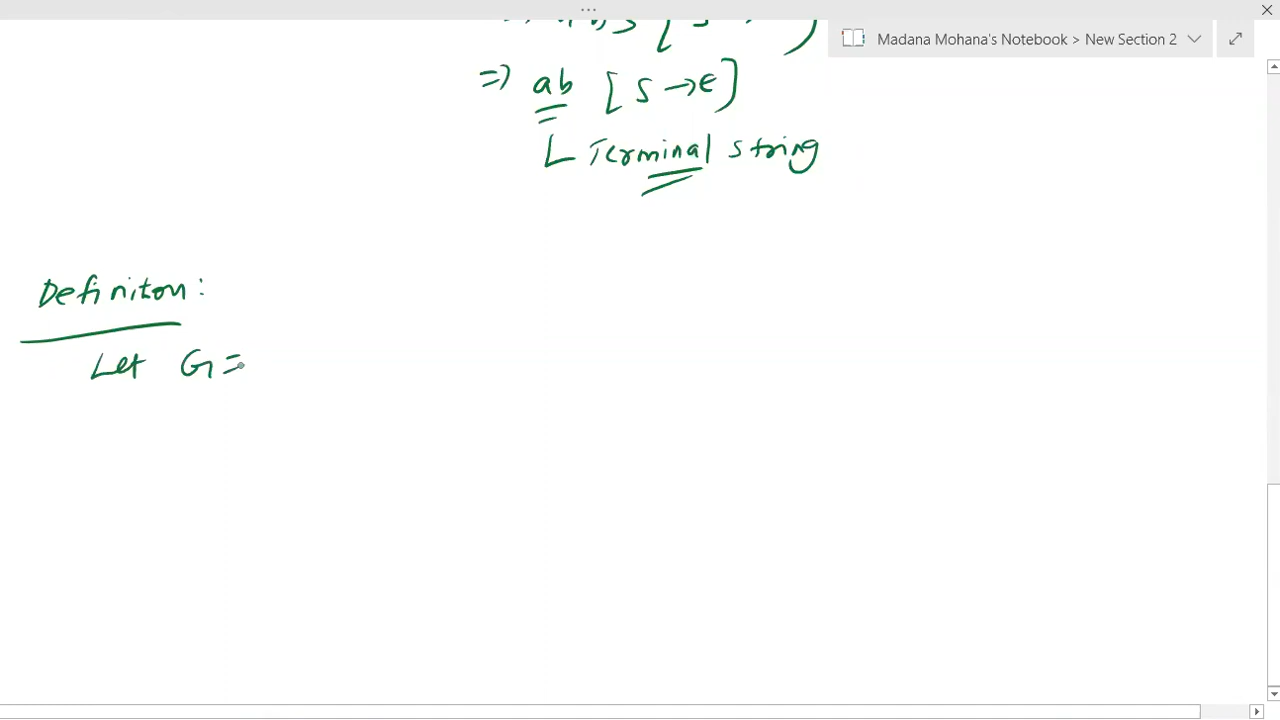 Madana Mohana's Notebook > New Section 2
=> ab [S →ϵ]
Terminal string
Definiton:
Let G=